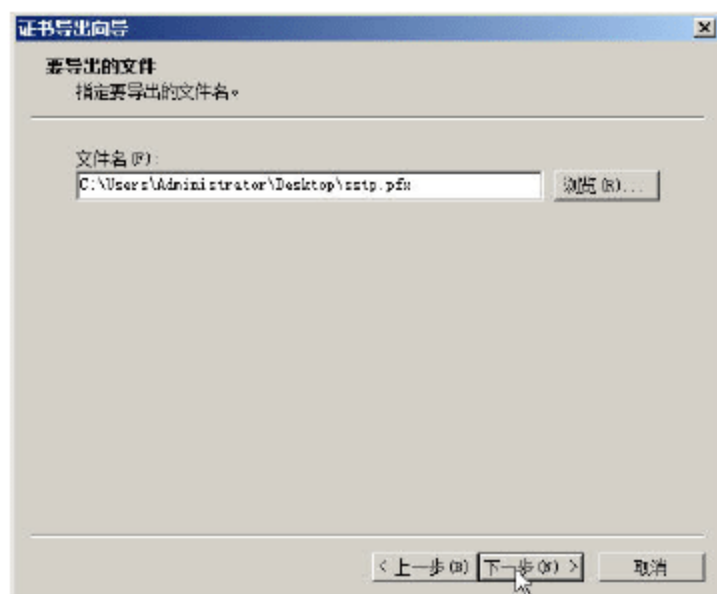 证书导出向导
要导出的文件
指定要导出的文件名。
文件名(F):
C:\Users\Administrator\Desktop\sstp.pfx
浏览(R)...
< 上一步(B)
下一步(N) >
取消